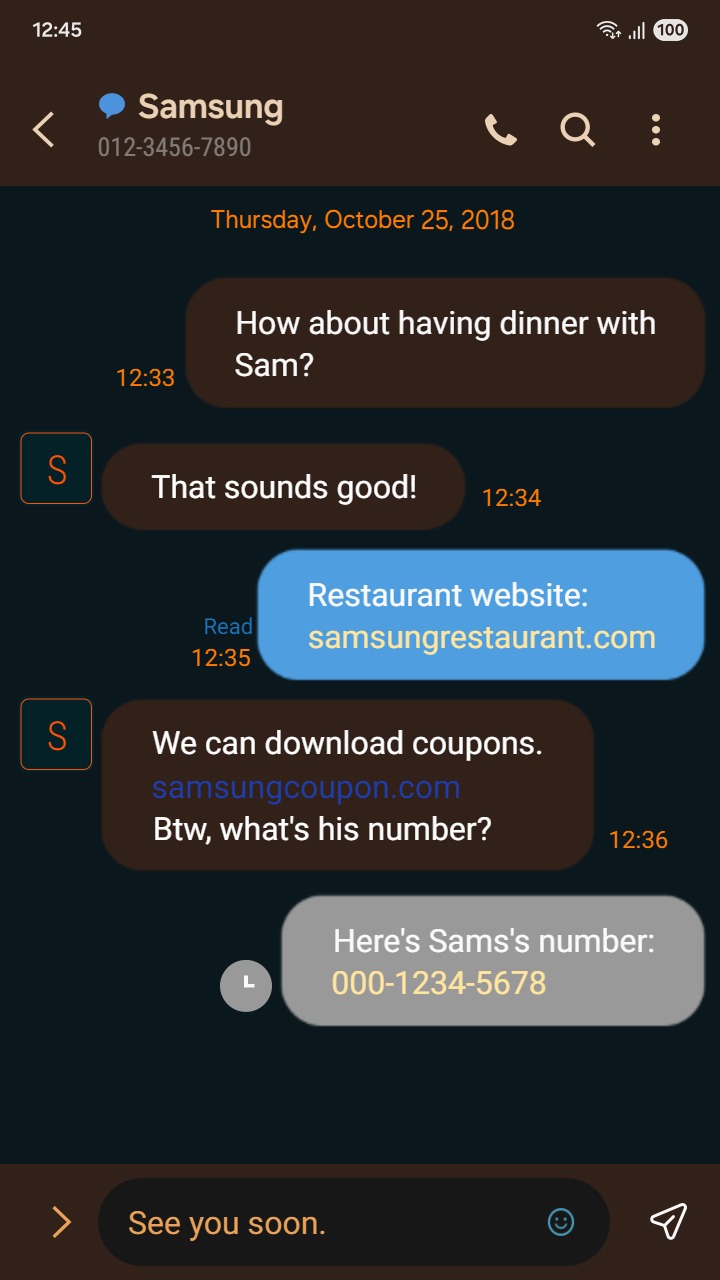 12:45
100
Samsung
012-3456-7890
Thursday, October 25, 2018
How about having dinner with
Sam?
12:33
S
That sounds good!
12:34
Restaurant website:
samsungrestaurant.com
Read
12:35
S
We can download coupons.
samsungcoupon.com
Btw, what's his number?
12:36
Here's Sams's number:
000-1234-5678
See you soon.